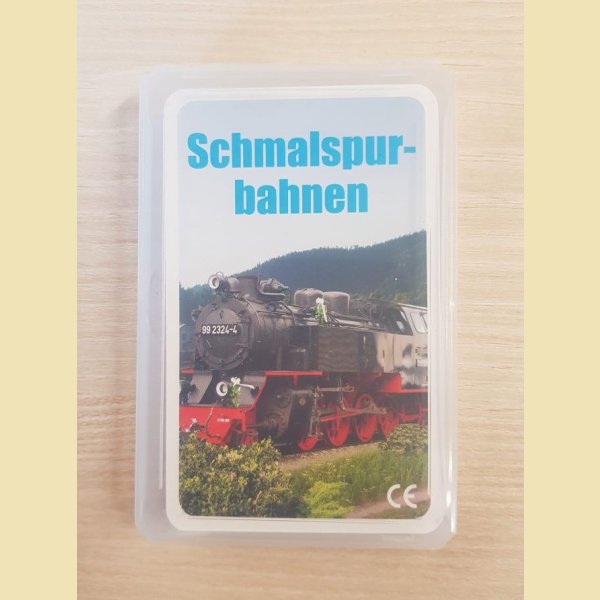 Schmalspur-
bahnen
99 2324-4
CE